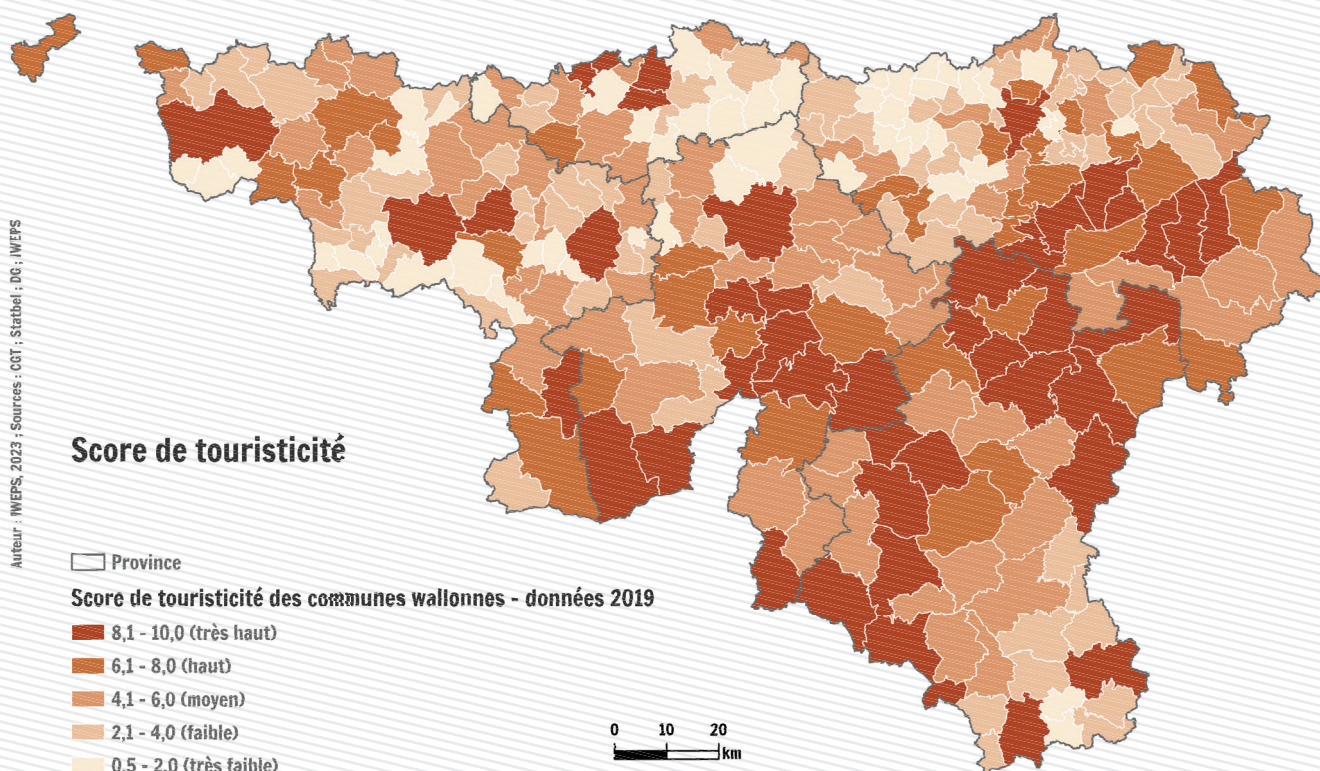 Score de touristicité
Auteur : IWEPS, 2023 ; Sources : CGT ; Statbel ; DG ; IWEPS
Province
Score de touristicité des communes wallonnes - données 2019
8,1 - 10,0 (très haut)
6,1 - 8,0 (haut)
4,1 - 6,0 (moyen)
2,1 - 4,0 (faible)
0,5 - 2,0 (très faible)
0 10 20
km